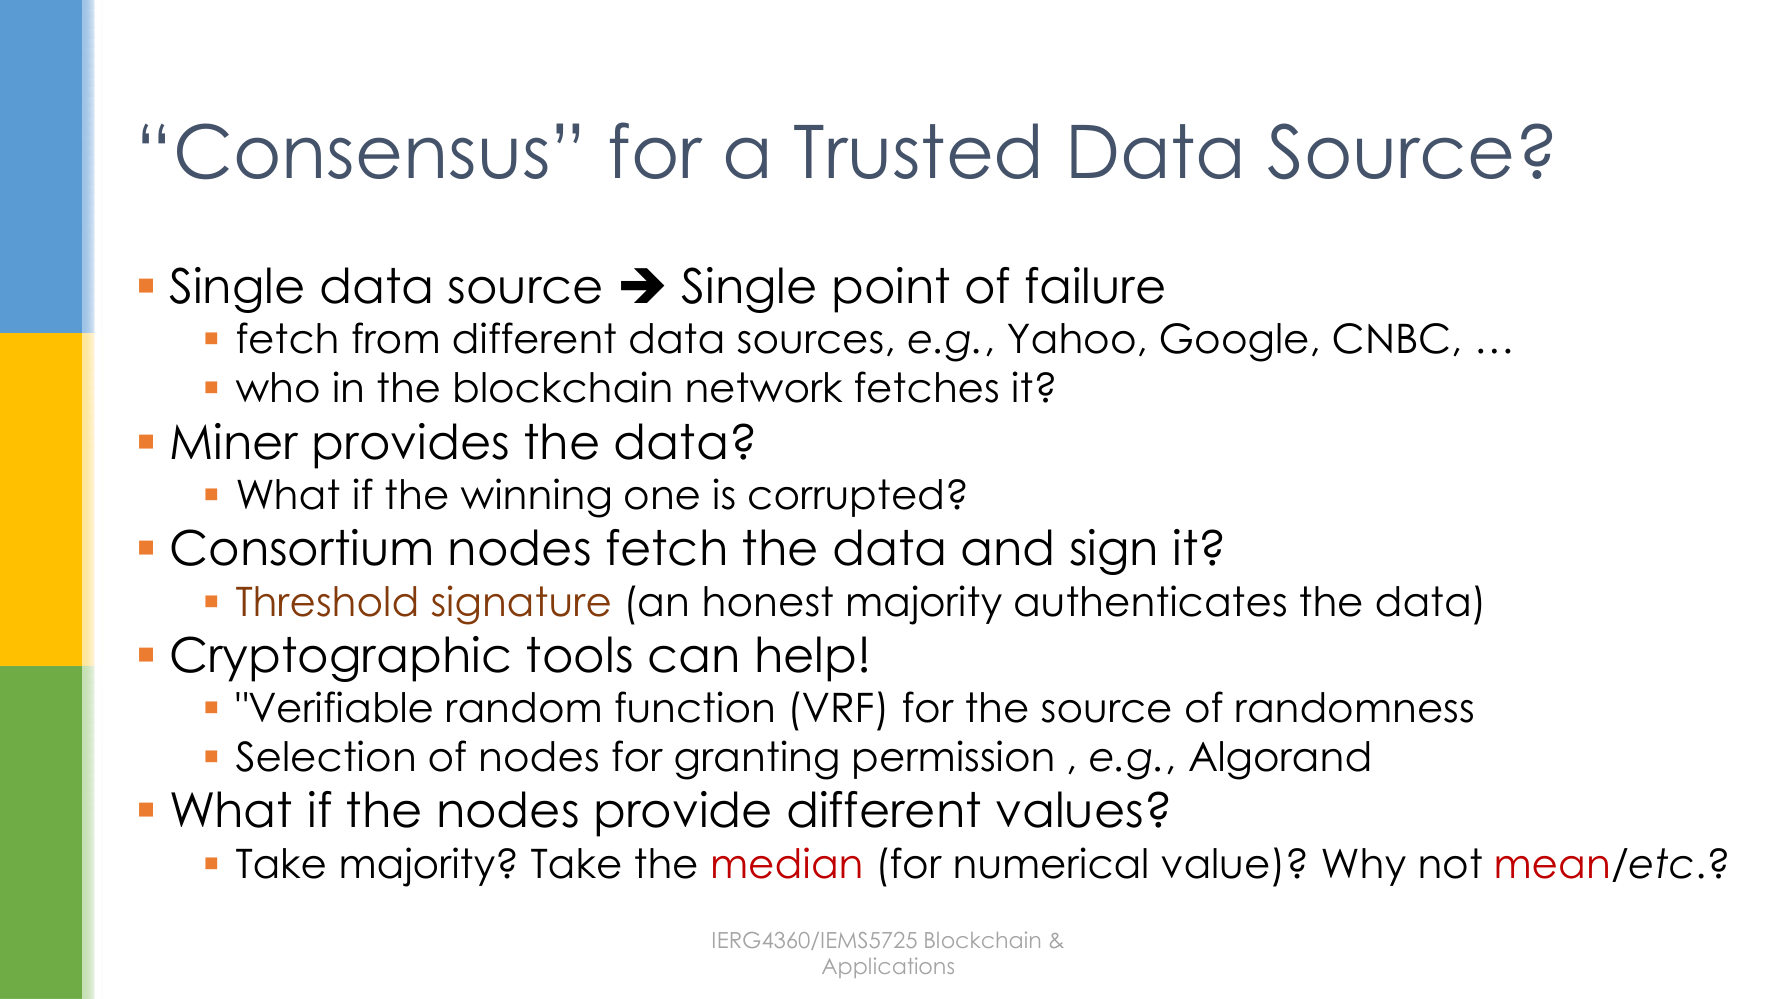 “Consensus” for a Trusted Data Source?
Single data source ➔ Single point of failure
fetch from different data sources, e.g., Yahoo, Google, CNBC, …
who in the blockchain network fetches it?
Miner provides the data?
What if the winning one is corrupted?
Consortium nodes fetch the data and sign it?
Threshold signature (an honest majority authenticates the data)
Cryptographic tools can help!
"Verifiable random function (VRF) for the source of randomness
Selection of nodes for granting permission , e.g., Algorand
What if the nodes provide different values?
Take majority? Take the median (for numerical value)? Why not mean/etc.?
IERG4360/IEMS5725 Blockchain &
Applications